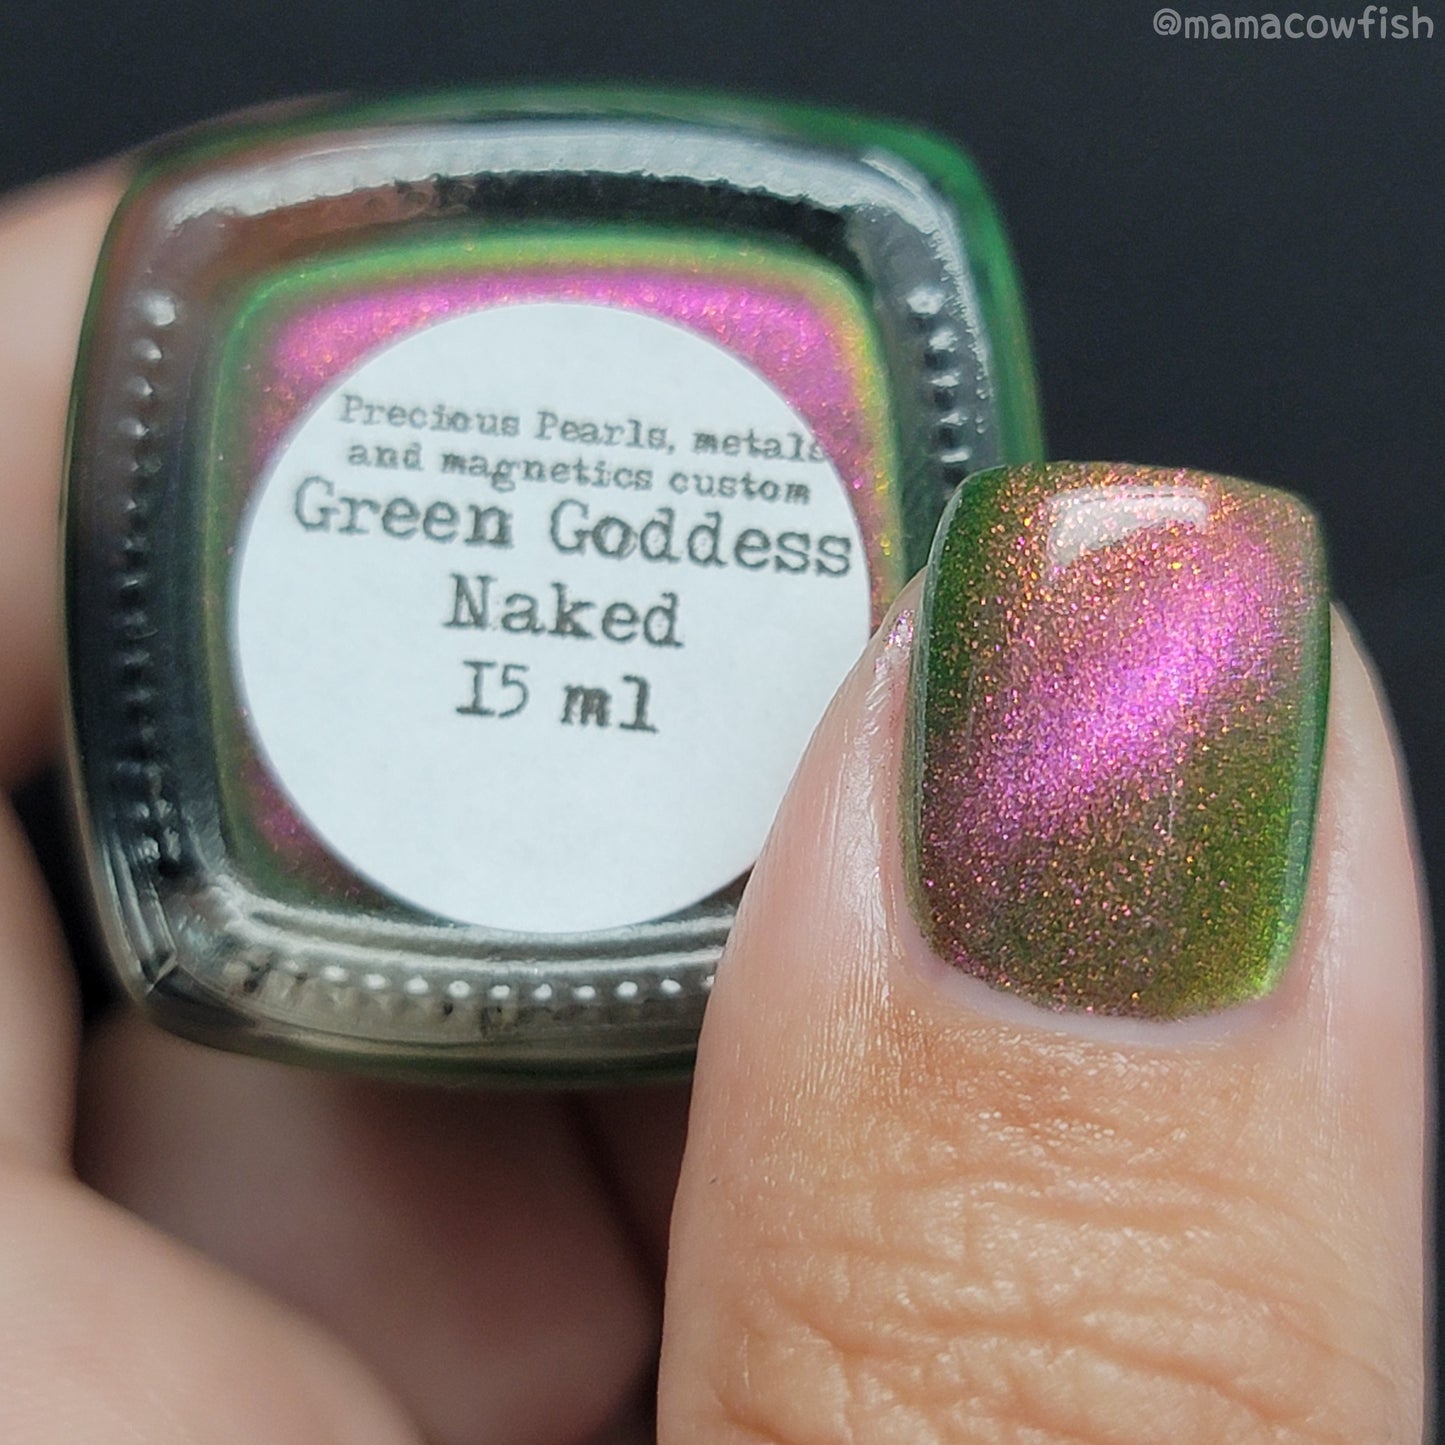 @mamacowfish
Precious Pearls, metals
and magnetics custom
Green Goddess
Naked
15 ml